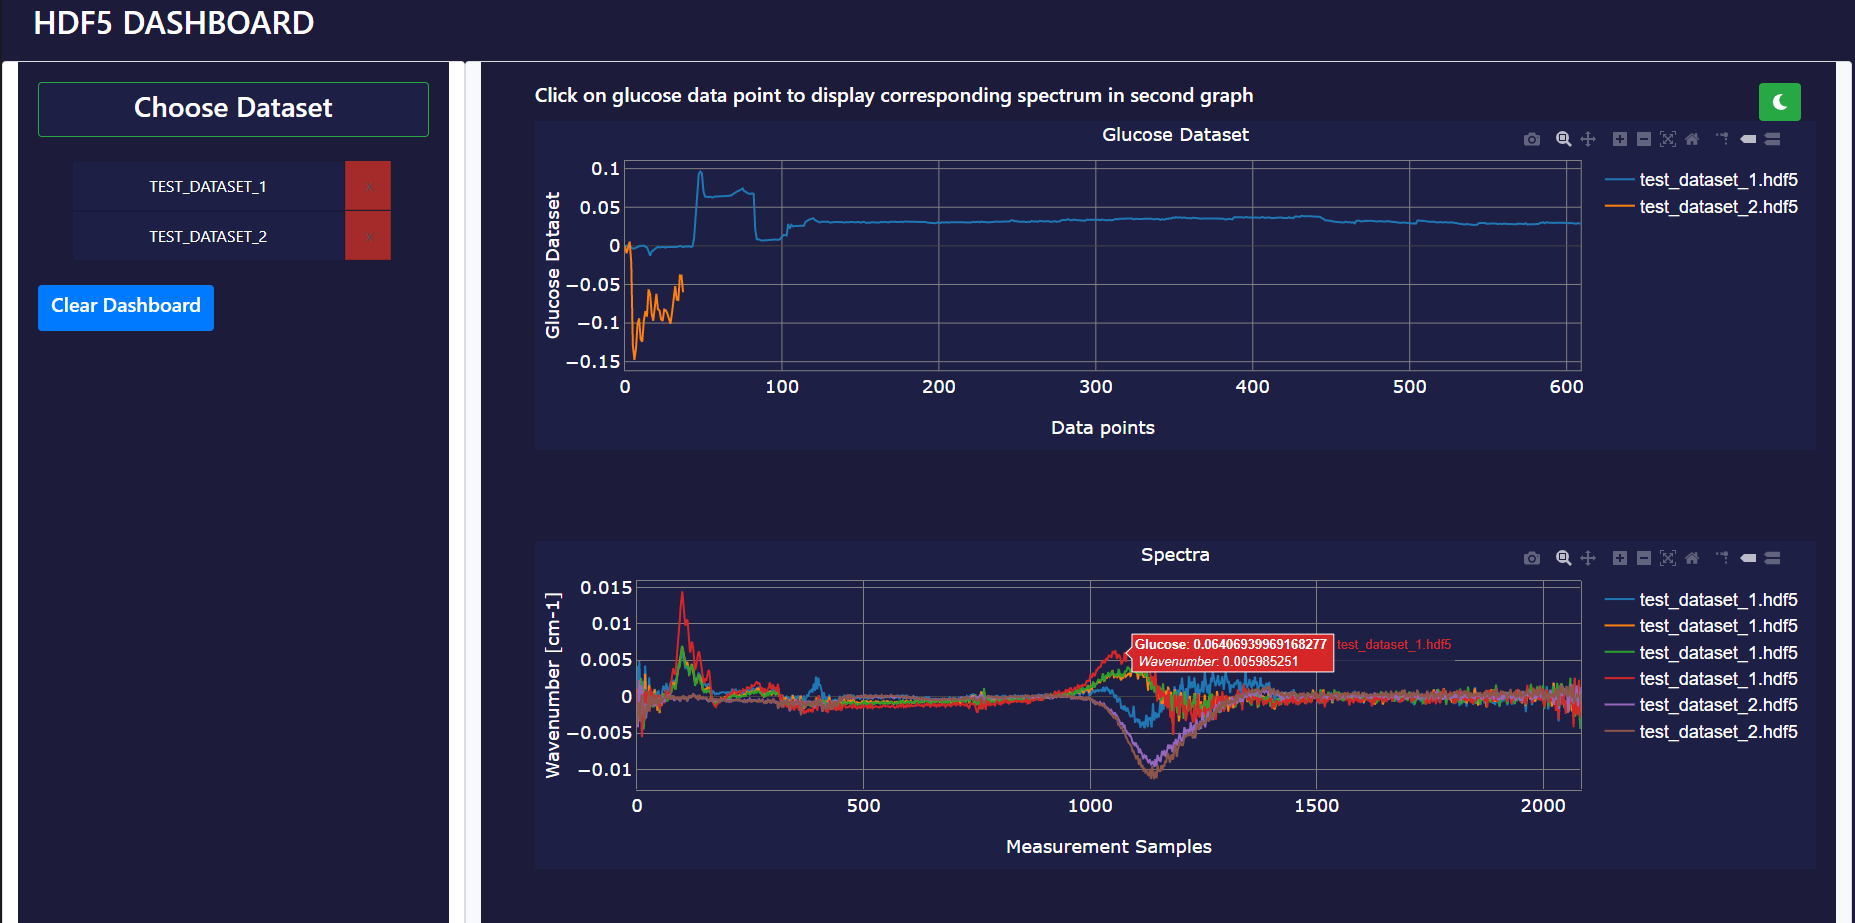 HDF5 DASHBOARD
Choose Dataset
TEST_DATASET_1 ×
TEST_DATASET_2 ×
Clear Dashboard
Click on glucose data point to display corresponding spectrum in second graph
Glucose Dataset
Glucose Dataset
0.1
0.05
0
−0.05
−0.1
−0.15
0 100 200 300 400 500 600
Data points
test_dataset_1.hdf5
test_dataset_2.hdf5
Spectra
Wavenumber [cm-1]
0.015
0.01
0.005
0
−0.005
−0.01
0 500 1000 1500 2000
Measurement Samples
Glucose: 0.06406939969168277 test_dataset_1.hdf5
Wavenumber: 0.005985251
test_dataset_1.hdf5
test_dataset_1.hdf5
test_dataset_1.hdf5
test_dataset_1.hdf5
test_dataset_2.hdf5
test_dataset_2.hdf5